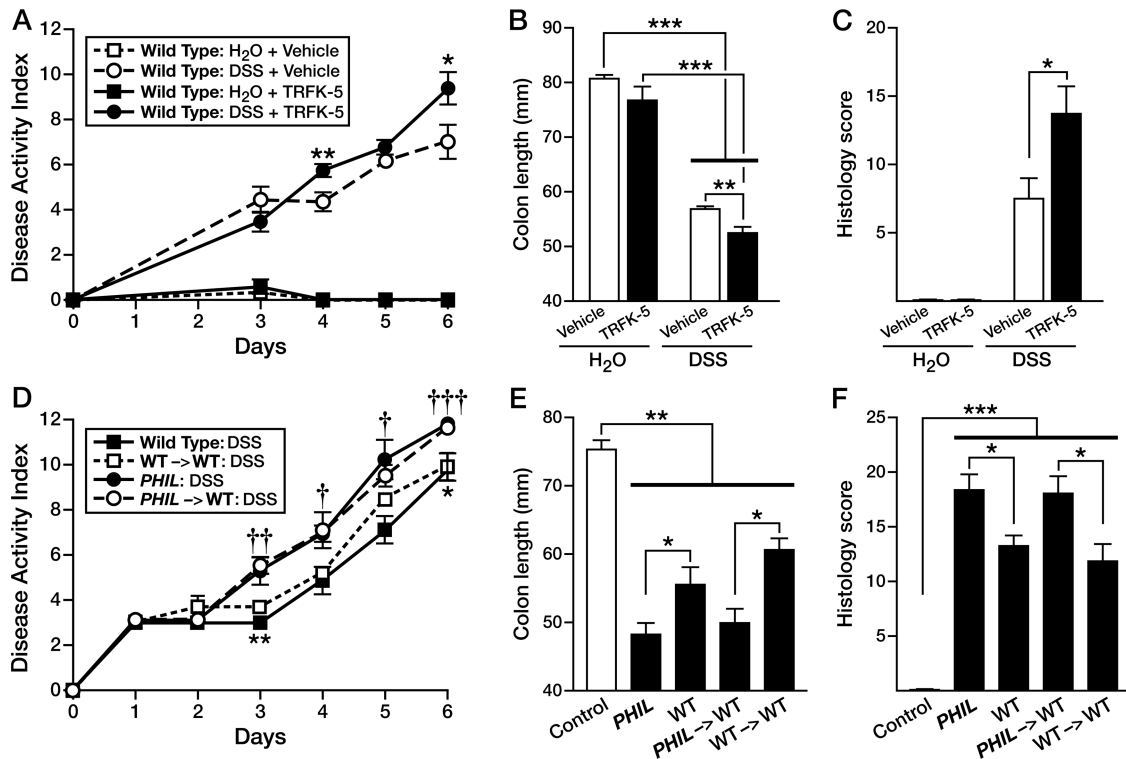 A
Disease Activity Index
12
10
8
6
4
2
0
Wild Type: H2O + Vehicle
Wild Type: DSS + Vehicle
Wild Type: H2O + TRFK-5
Wild Type: DSS + TRFK-5
**
*
0 1 2 3 4 5 6
Days
B
Colon length (mm)
90
80
70
60
50
40
***
***
**
Vehicle TRFK-5 Vehicle TRFK-5
H2O DSS
C
Histology score
20
15
10
5
*
Vehicle TRFK-5 Vehicle TRFK-5
H2O DSS
D
Disease Activity Index
12
10
8
6
4
2
0
Wild Type: DSS
WT –> WT: DSS
PHIL: DSS
PHIL –> WT: DSS
††
†
†
†††
**
*
0 1 2 3 4 5 6
Days
E
Colon length (mm)
80
70
60
50
40
**
*
*
Control PHIL WT PHIL –> WT WT –> WT
F
Histology score
25
20
15
10
5
***
*
*
Control PHIL WT PHIL –> WT WT –> WT